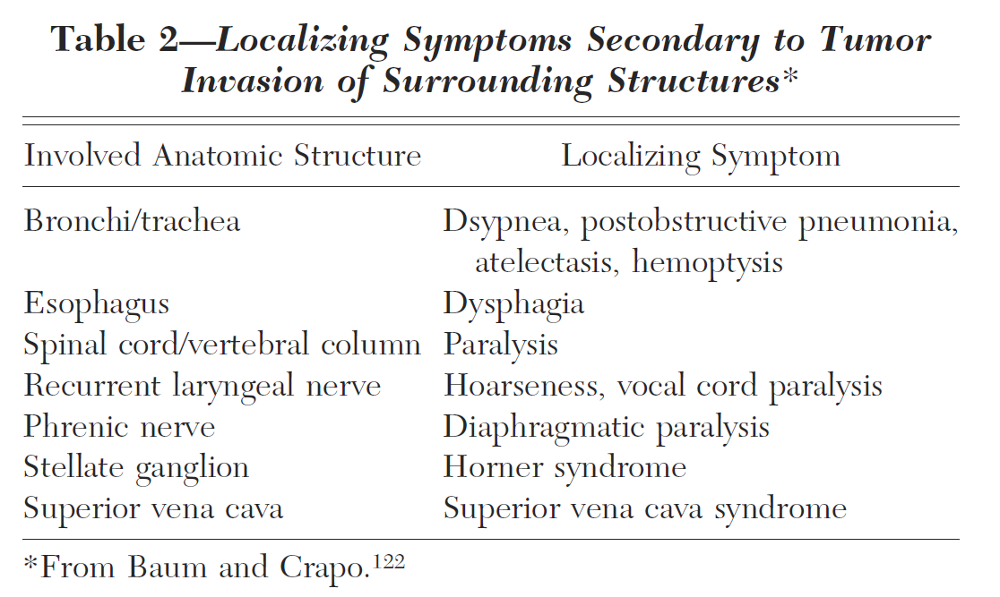 Table 2—Localizing Symptoms Secondary to Tumor
Invasion of Surrounding Structures*
Involved Anatomic Structure Localizing Symptom
Bronchi/trachea Dsypnea, postobstructive pneumonia,
atelectasis, hemoptysis
Esophagus Dysphagia
Spinal cord/vertebral column Paralysis
Recurrent laryngeal nerve Hoarseness, vocal cord paralysis
Phrenic nerve Diaphragmatic paralysis
Stellate ganglion Horner syndrome
Superior vena cava Superior vena cava syndrome
*From Baum and Crapo.¹²²